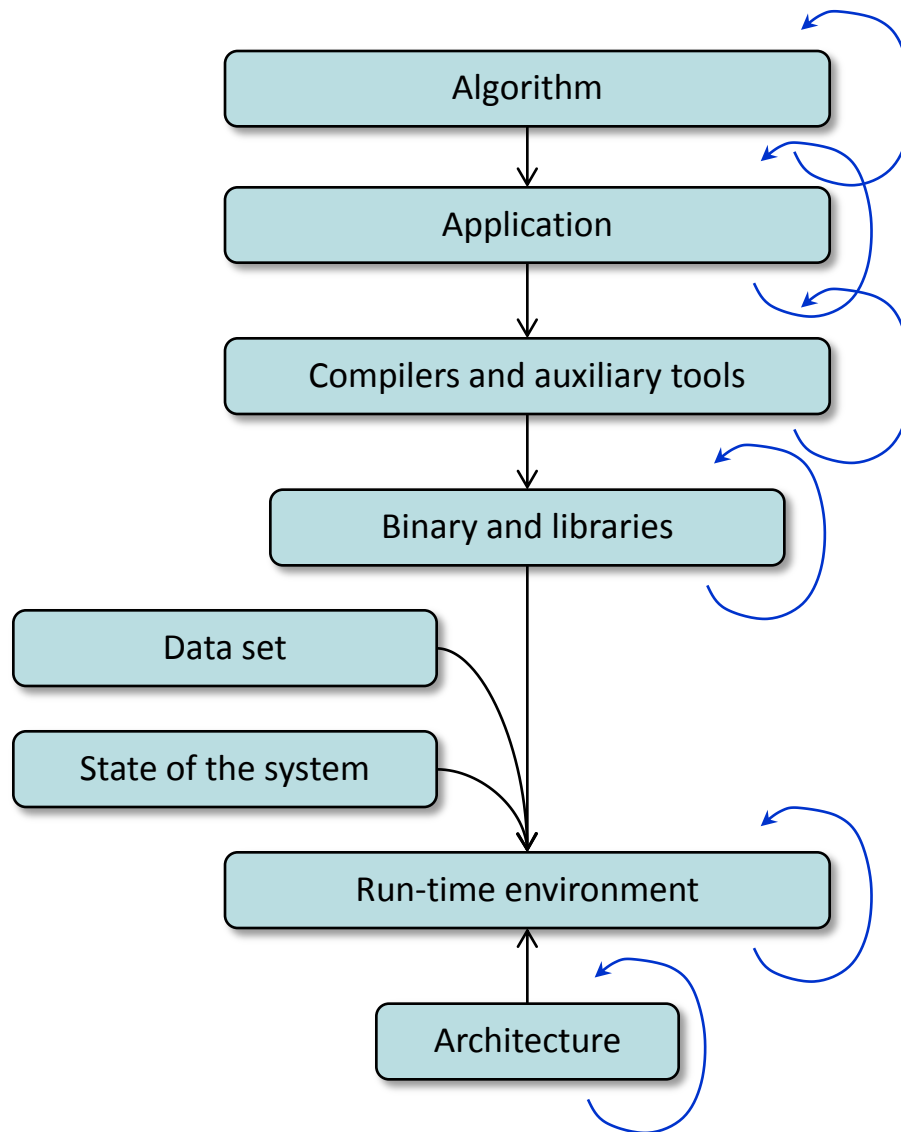 Algorithm
Application
Compilers and auxiliary tools
Binary and libraries
Data set
State of the system
Run-time environment
Architecture